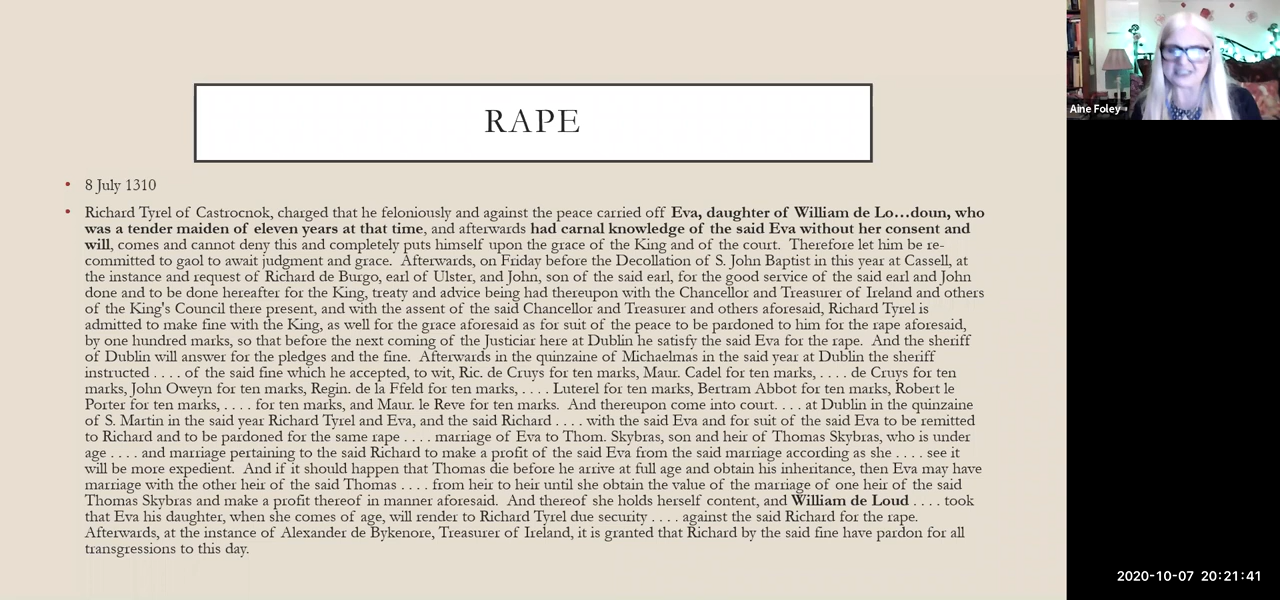 RAPE
Aine Foley
• 8 July 1310
• Richard Tyrel of Castrocnok, charged that he feloniously and against the peace carried off Eva, daughter of William de Lo…doun, who
was a tender maiden of eleven years at that time, and afterwards had carnal knowledge of the said Eva without her consent and
will, comes and cannot deny this and completely puts himself upon the grace of the King and of the court. Therefore let him be re-
committed to gaol to await judgment and grace. Afterwards, on Friday before the Decollation of S. John Baptist in this year at Cassell, at
the instance and request of Richard de Burgo, earl of Ulster, and John, son of the said earl, for the good service of the said earl and John
done and to be done hereafter for the King, treaty and advice being had thereupon with the Chancellor and Treasurer of Ireland and others
of the King's Council there present, and with the assent of the said Chancellor and Treasurer and others aforesaid, Richard Tyrel is
admitted to make fine with the King, as well for the grace aforesaid as for suit of the peace to be pardoned to him for the rape aforesaid,
by one hundred marks, so that before the next coming of the Justiciar here at Dublin he satisfy the said Eva for the rape. And the sheriff
of Dublin will answer for the pledges and the fine. Afterwards in the quinzaine of Michaelmas in the said year at Dublin the sheriff
instructed . . . . of the said fine which he accepted, to wit, Ric. de Cruys for ten marks, Maur. Cadel for ten marks, . . . . de Cruys for ten
marks, John Oweyn for ten marks, Regin. de la Ffeld for ten marks, . . . . Luterel for ten marks, Bertram Abbot for ten marks, Robert le
Porter for ten marks, . . . . for ten marks, and Maur. le Reve for ten marks. And thereupon come into court. . . . at Dublin in the quinzaine
of S. Martin in the said year Richard Tyrel and Eva, and the said Richard . . . . with the said Eva and for suit of the said Eva to be remitted
to Richard and to be pardoned for the same rape . . . . marriage of Eva to Thom. Skybras, son and heir of Thomas Skybras, who is under
age . . . . and marriage pertaining to the said Richard to make a profit of the said Eva from the said marriage according as she . . . . see it
will be more expedient. And if it should happen that Thomas die before he arrive at full age and obtain his inheritance, then Eva may have
marriage with the other heir of the said Thomas . . . . from heir to heir until she obtain the value of the marriage of one heir of the said
Thomas Skybras and make a profit thereof in manner aforesaid. And thereof she holds herself content, and William de Loud . . . . took
that Eva his daughter, when she comes of age, will render to Richard Tyrel due security . . . . against the said Richard for the rape.
Afterwards, at the instance of Alexander de Bykenore, Treasurer of Ireland, it is granted that Richard by the said fine have pardon for all
transgressions to this day.
2020-10-07 20:21:41